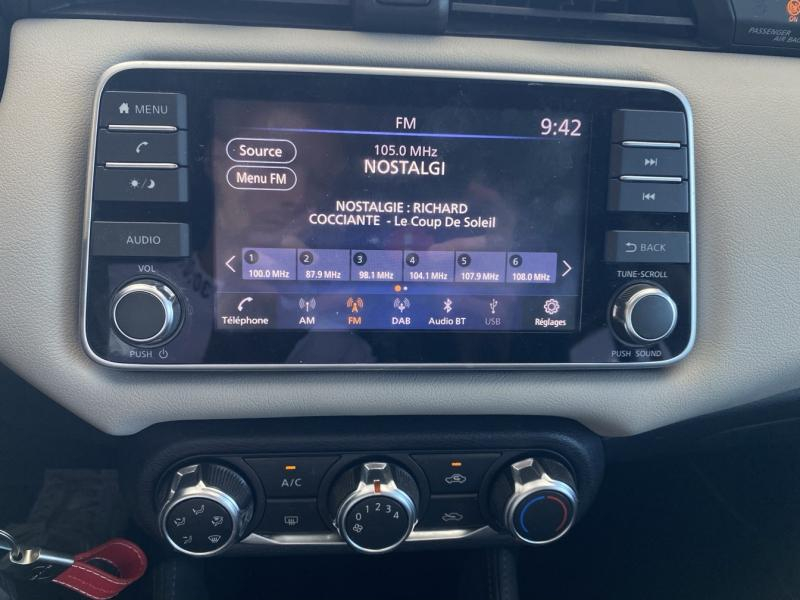 PASSENGER
AIR BAG
ON
MENU
AUDIO
VOL
PUSH
FM
9:42
Source
Menu FM
105.0 MHz
NOSTALGI
NOSTALGIE : RICHARD
COCCIANTE - Le Coup De Soleil
1 2 3 4 5 6
100.0 MHz 87.9 MHz 98.1 MHz 104.1 MHz 107.9 MHz 108.0 MHz
Téléphone AM FM DAB Audio BT USB Réglages
BACK
TUNE-SCROLL
PUSH SOUND
A/C
0 1 2 3 4